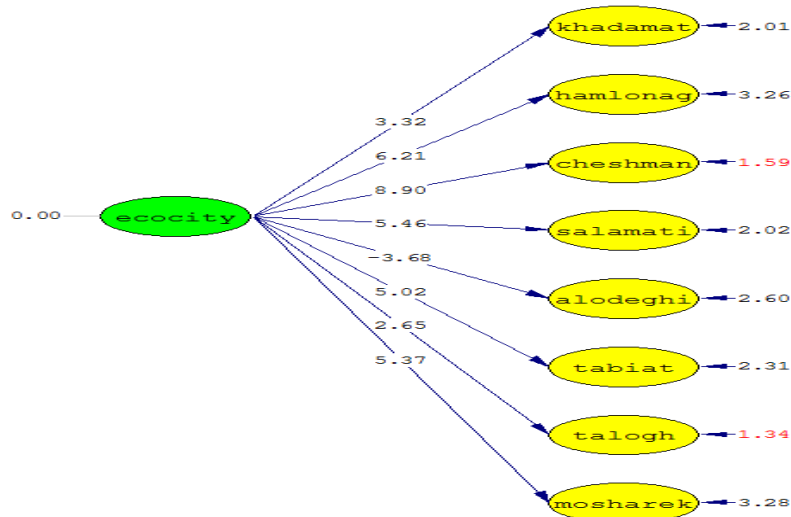 khadamat
2.01
hamlonag
3.26
3.32
6.21
cheshman
1.59
8.90
0.00
ecocity
5.46
salamati
2.02
-3.68
5.02
alodeghi
2.60
2.65
5.37
tabiat
2.31
talogh
1.34
mosharek
3.28